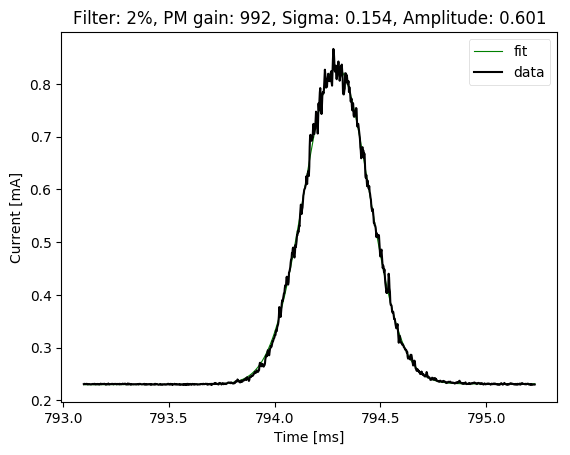 Filter: 2%, PM gain: 992, Sigma: 0.154, Amplitude: 0.601
fit
data
0.8
0.7
0.6
0.5
0.4
0.3
0.2
Current [mA]
793.0 793.5 794.0 794.5 795.0
Time [ms]